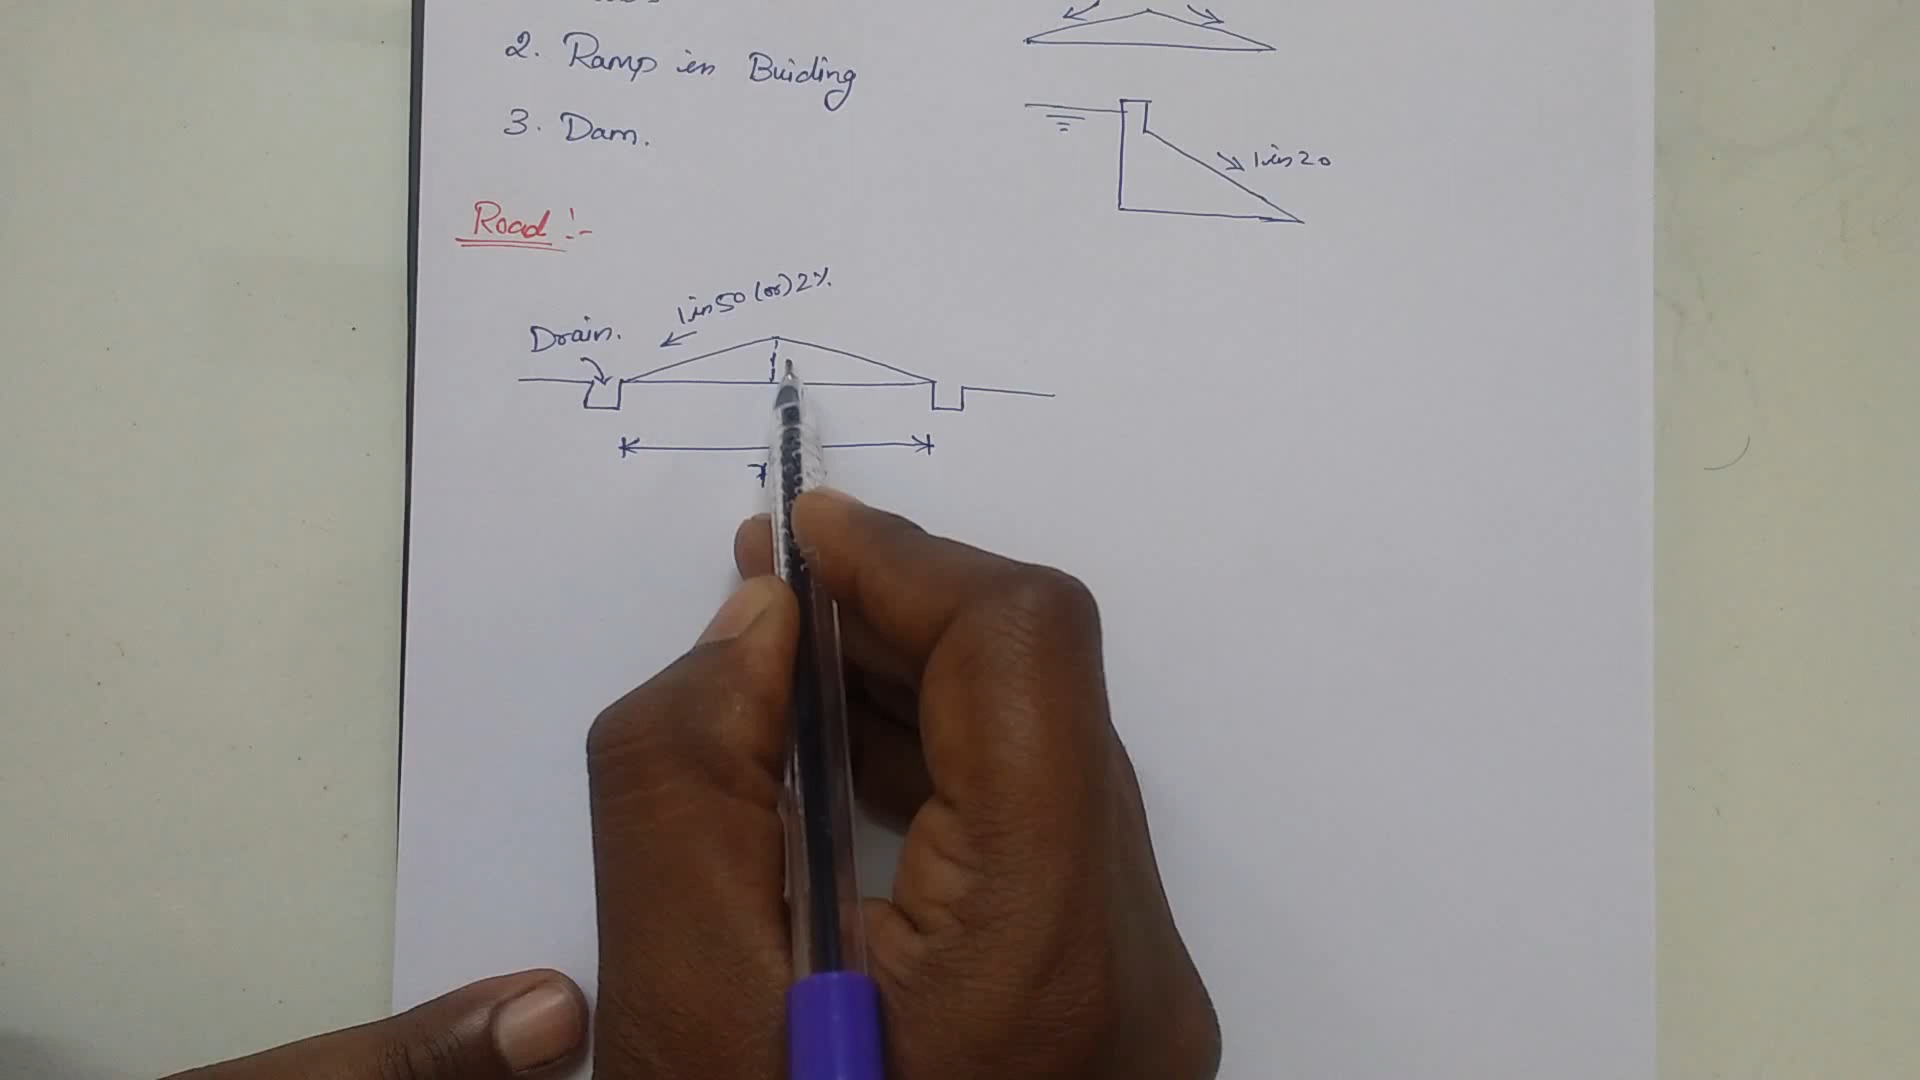 2. Ramp in Buiding
3. Dam.
1 in 20
Road :-
1 in 50 (or) 2%
Drain.
7